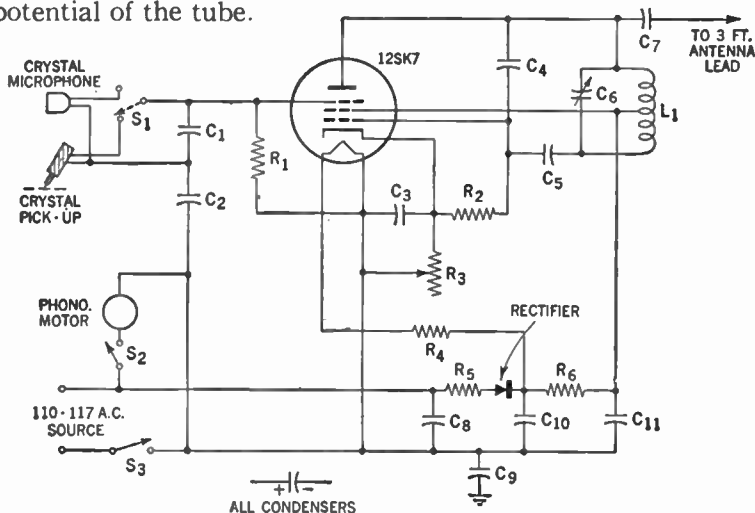 potential of the tube.
CRYSTAL
MICROPHONE
S1
CRYSTAL
PICK-UP
C1
C2
R1
12SK7
C3
R2
R3
C4
C5
C6
C7
L1
TO 3 FT.
ANTENNA
LEAD
PHONO.
MOTOR
S2
R4
RECTIFIER
R5
R6
110-117 A.C.
SOURCE
S3
C8
C9
C10
C11
+ -
ALL CONDENSERS